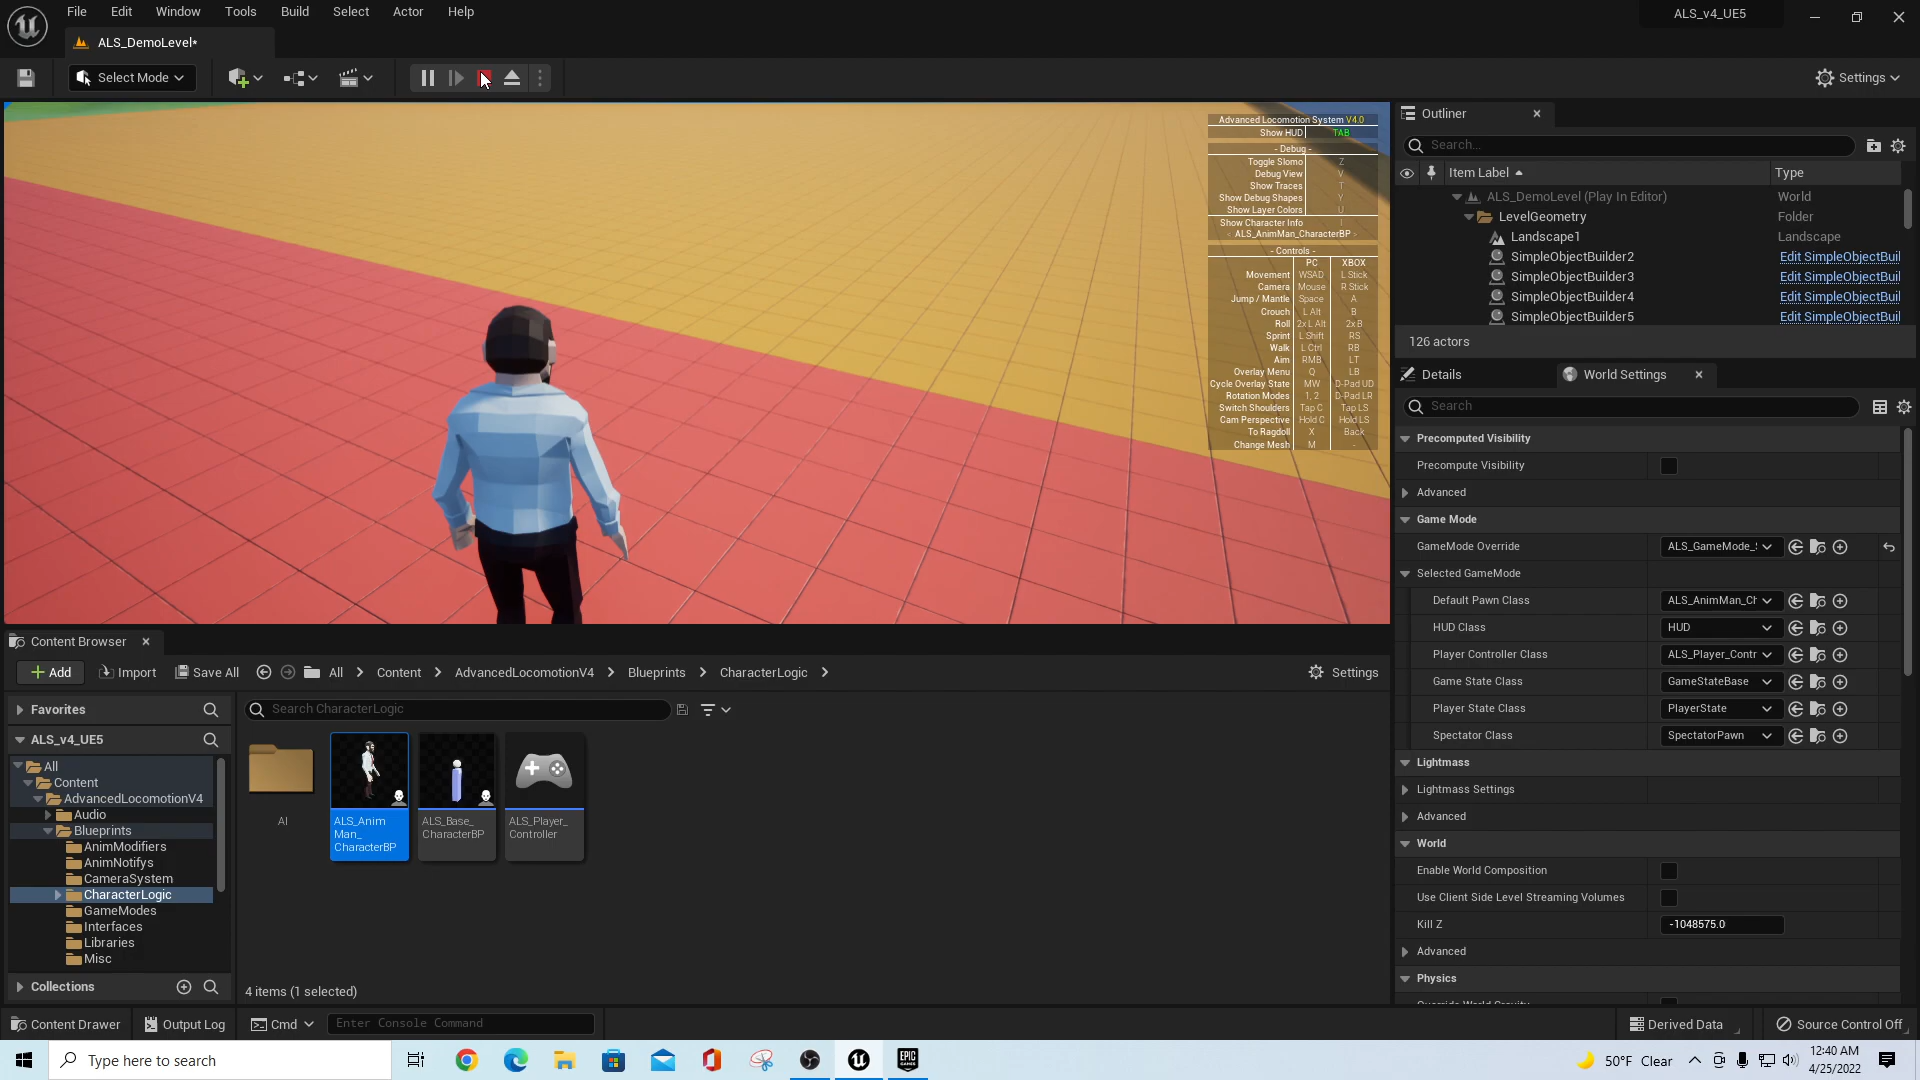 File Edit Window Tools Build Select Actor Help
ALS_v4_UE5
ALS_DemoLevel*
Select Mode
Settings
Advanced Locomotion System V4.0
Show HUD TAB
- Debug -
Toggle Slomo Z
Debug View V
Show Traces T
Show Debug Shapes Y
Show Layer Colors U
Show Character Info I
< ALS_AnimMan_CharacterBP >
- Controls -
PC XBOX
Movement WSAD L Stick
Camera Mouse R Stick
Jump / Mantle Space A
Crouch L Alt B
Roll 2x L Alt 2x B
Sprint L Shift RS
Walk L Ctrl RB
Aim RMB LT
Overlay Menu Q LB
Cycle Overlay State MW D-Pad UD
Rotation Modes 1, 2 D-Pad LR
Switch Shoulders Tap C Tap LS
Cam Perspective Hold C Hold LS
To Ragdoll X Back
Change Mesh M -
Outliner
Search...
Item Label Type
ALS_DemoLevel (Play In Editor) World
LevelGeometry Folder
Landscape1 Landscape
SimpleObjectBuilder2 Edit SimpleObjectBuil
SimpleObjectBuilder3 Edit SimpleObjectBuil
SimpleObjectBuilder4 Edit SimpleObjectBuil
SimpleObjectBuilder5 Edit SimpleObjectBuil
126 actors
Details World Settings
Search
Precomputed Visibility
Precompute Visibility
Advanced
Game Mode
GameMode Override ALS_GameMode_S
Selected GameMode
Default Pawn Class ALS_AnimMan_Ch
HUD Class HUD
Player Controller Class ALS_Player_Contr
Game State Class GameStateBase
Player State Class PlayerState
Spectator Class SpectatorPawn
Lightmass
Lightmass Settings
Advanced
World
Enable World Composition
Use Client Side Level Streaming Volumes
Kill Z -1048575.0
Advanced
Physics
Override World Gravity
Content Browser
Add Import Save All All Content AdvancedLocomotionV4 Blueprints CharacterLogic Settings
Favorites
Search CharacterLogic
ALS_v4_UE5
All
Content
AdvancedLocomotionV4
Audio
Blueprints
AnimModifiers
AnimNotifys
CameraSystem
CharacterLogic
GameModes
Interfaces
Libraries
Misc
Collections
AI
ALS_Anim
Man_
CharacterBP
ALS_Base_
CharacterBP
ALS_Player_
Controller
4 items (1 selected)
Content Drawer Output Log Cmd Enter Console Command Derived Data Source Control Off
Type here to search
EPIC
GAMES
50°F Clear
12:40 AM
4/25/2022